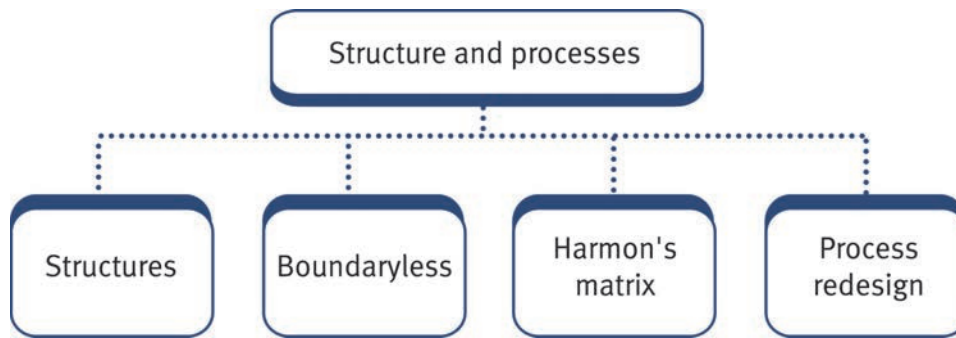 Structure and processes
Structures
Boundaryless
Harmon's
matrix
Process
redesign